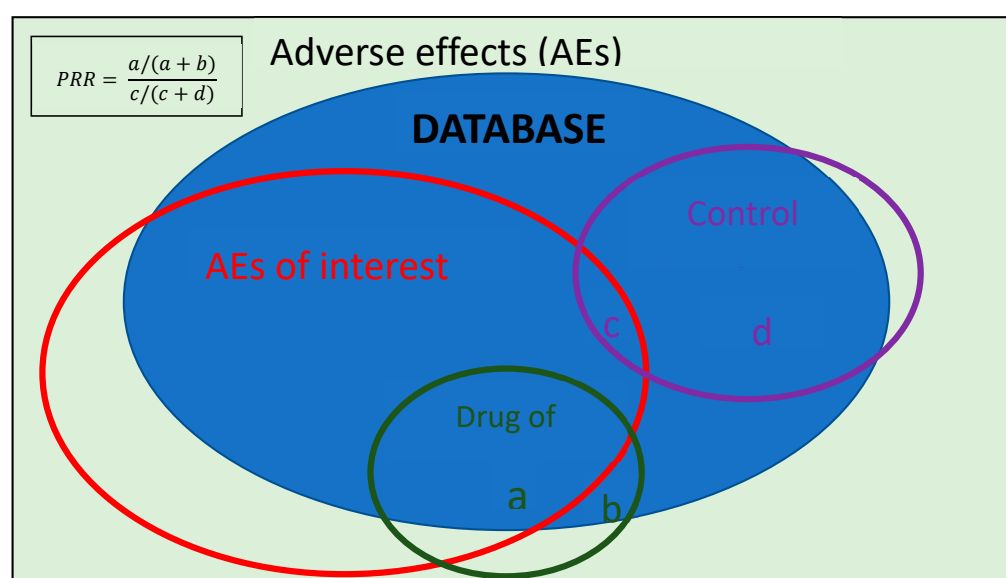 Adverse effects (AEs)
PRR = a/(a + b) / c/(c + d)
DATABASE
Control
AEs of interest
c
d
Drug of
a
b